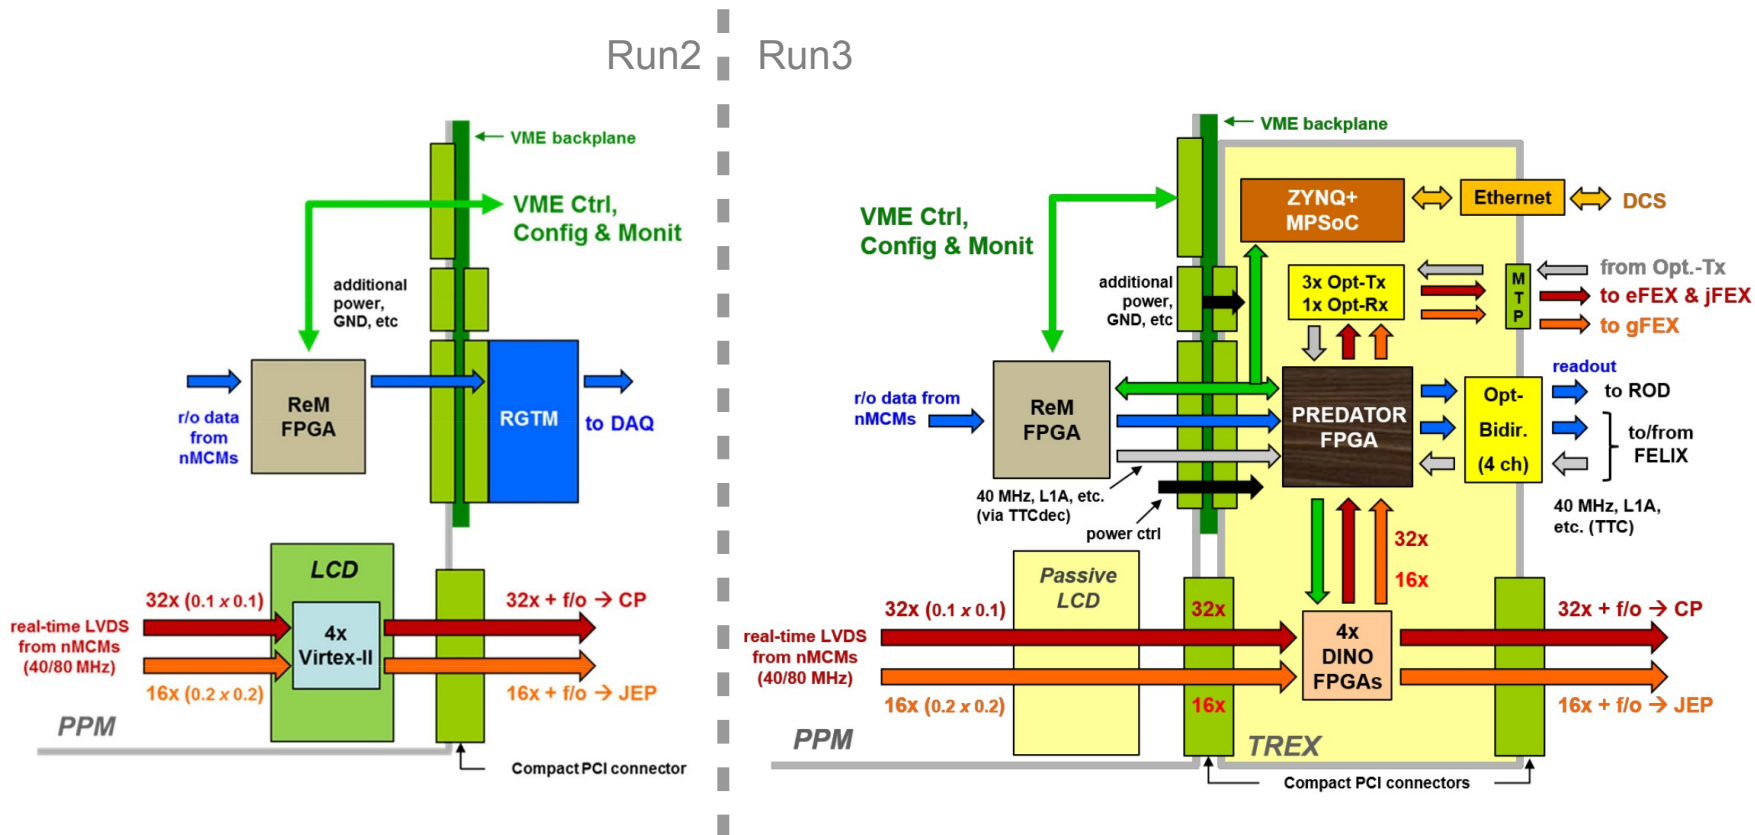 Run2
Run3
VME backplane
VME Ctrl,
Config & Monit
additional
power,
GND, etc
ReM
FPGA
r/o data
from
nMCMs
RGTM
to DAQ
LCD
32x (0.1 x 0.1)
32x + f/o → CP
real-time LVDS
from nMCMs
(40/80 MHz)
4x
Virtex-II
16x (0.2 x 0.2)
16x + f/o → JEP
PPM
Compact PCI connector
VME backplane
VME Ctrl,
Config & Monit
ZYNQ+
MPSoC
Ethernet
DCS
additional
power,
GND, etc
3x Opt-Tx
1x Opt-Rx
M
T
P
from Opt.-Tx
to eFEX & jFEX
to gFEX
r/o data from
nMCMs
ReM
FPGA
PREDATOR
FPGA
Opt-
Bidir.
(4 ch)
readout
to ROD
to/from
FELIX
40 MHz, L1A, etc.
(via TTCdec)
power ctrl
40 MHz, L1A,
etc. (TTC)
32x
16x
Passive
LCD
32x (0.1 x 0.1)
32x
32x + f/o → CP
real-time LVDS
from nMCMs
(40/80 MHz)
4x
DINO
FPGAs
16x (0.2 x 0.2)
16x
16x + f/o → JEP
PPM
TREX
Compact PCI connectors